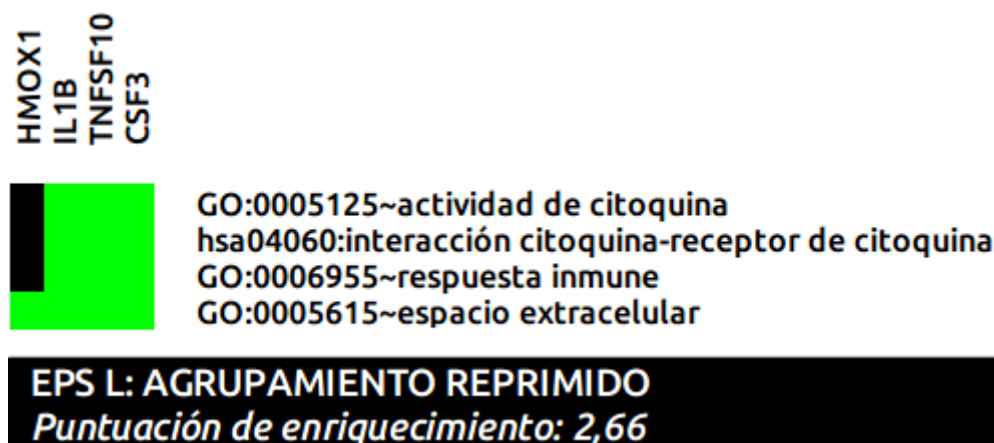 HMOX1
IL1B
TNFSF10
CSF3
GO:0005125~actividad de citoquina
hsa04060:interacción citoquina-receptor de citoquina
GO:0006955~respuesta inmune
GO:0005615~espacio extracelular
EPS L: AGRUPAMIENTO REPRIMIDO
Puntuación de enriquecimiento: 2,66